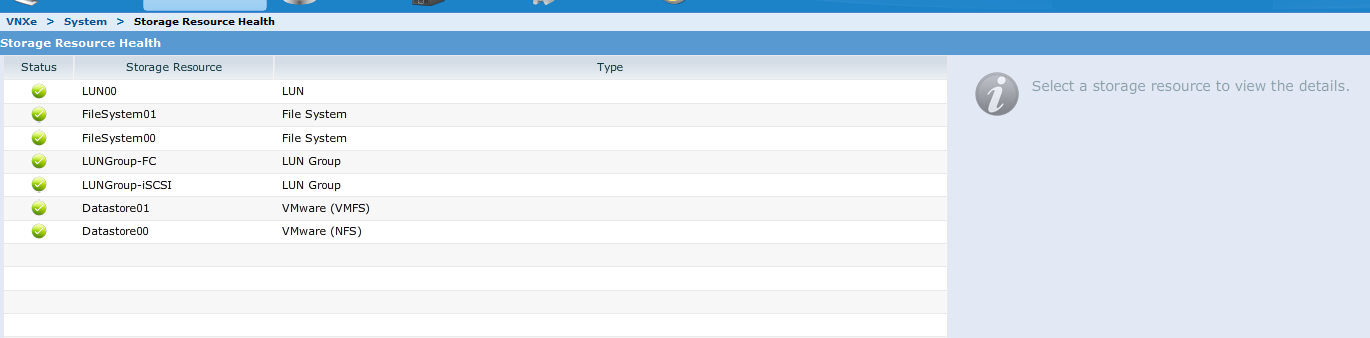 VNXe > System > Storage Resource Health
Storage Resource Health
Status Storage Resource Type
LUN00 LUN
FileSystem01 File System
FileSystem00 File System
LUNGroup-FC LUN Group
LUNGroup-iSCSI LUN Group
Datastore01 VMware (VMFS)
Datastore00 VMware (NFS)
Select a storage resource to view the details.